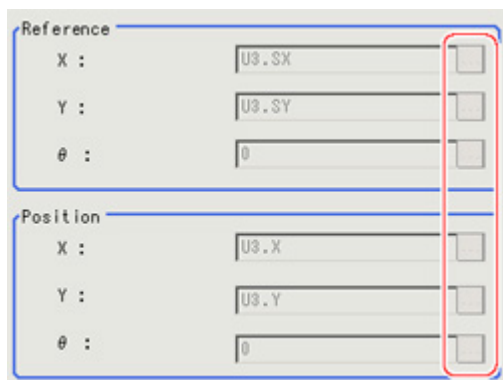 Reference
X : U3.SX ...
Y : U3.SY ...
θ : 0 ...
Position
X : U3.X ...
Y : U3.Y ...
θ : 0 ...